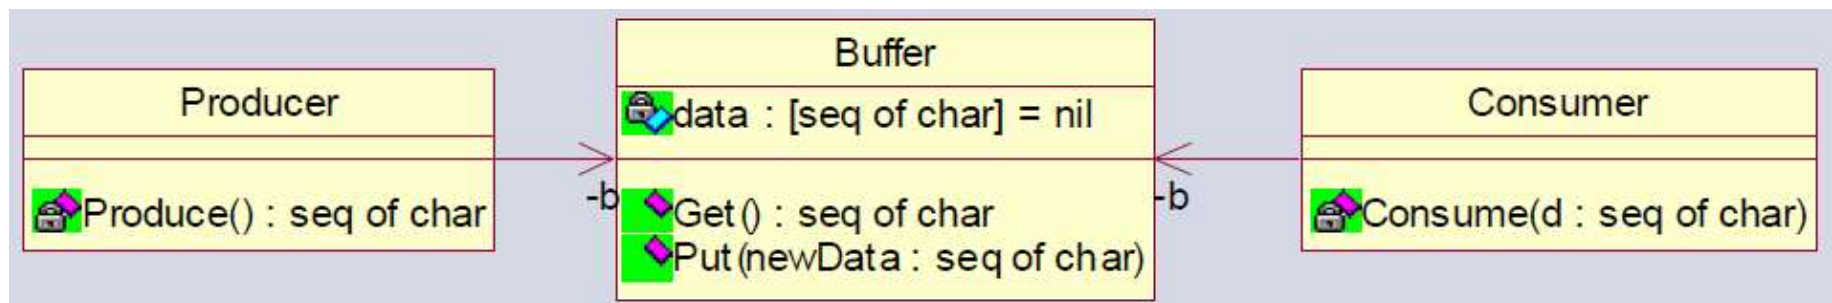 Producer
Produce() : seq of char
-b
Buffer
data : [seq of char] = nil
Get() : seq of char
Put(newData : seq of char)
-b
Consumer
Consume(d : seq of char)